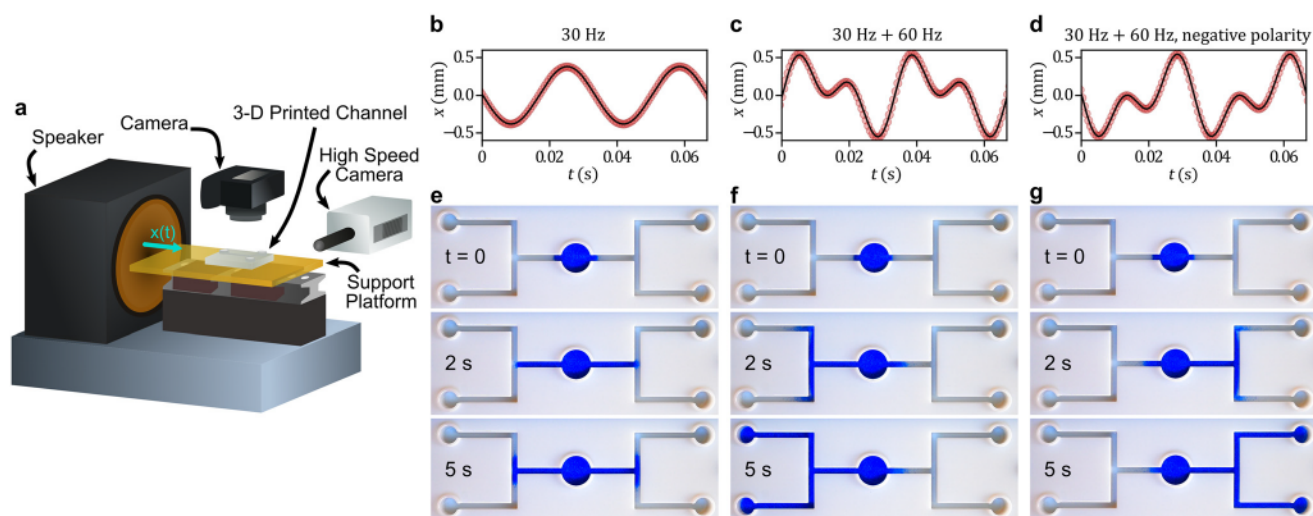 a
Speaker
Camera
3-D Printed Channel
High Speed
Camera
x(t)
Support
Platform
b
30 Hz
x (mm)
0.5
0.0
−0.5
0
0.02
0.04
0.06
t (s)
c
30 Hz + 60 Hz
x (mm)
0.5
0.0
−0.5
0
0.02
0.04
0.06
t (s)
d
30 Hz + 60 Hz, negative polarity
x (mm)
0.5
0.0
−0.5
0
0.02
0.04
0.06
t (s)
e
t = 0
2 s
5 s
f
t = 0
2 s
5 s
g
t = 0
2 s
5 s